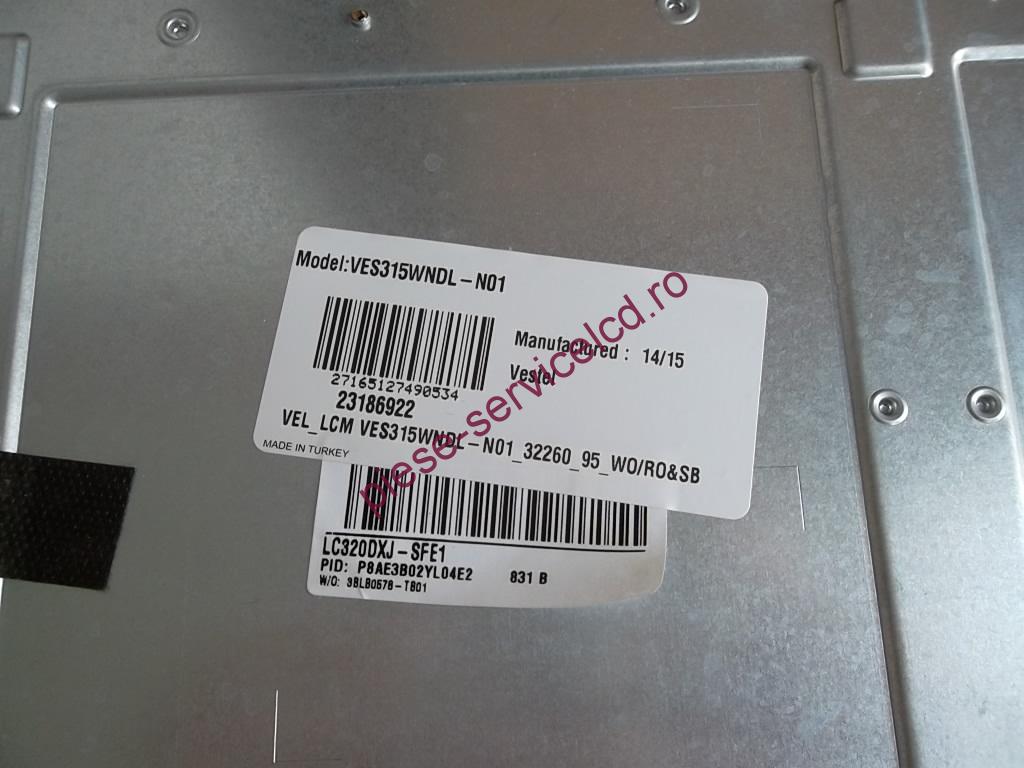 Model:VES315WNDL-N01
27165127490534
23186922
Manufactured : 14/15
Vestel
VEL_LCM VES315WNDL-N01_32260_95_WO/RO&SB
MADE IN TURKEY
LC320DXJ-SFE1
PID: P8AE3B02YL04E2 831 B
W/O: 3BLB0578-TB01
piese-servicelcd.ro